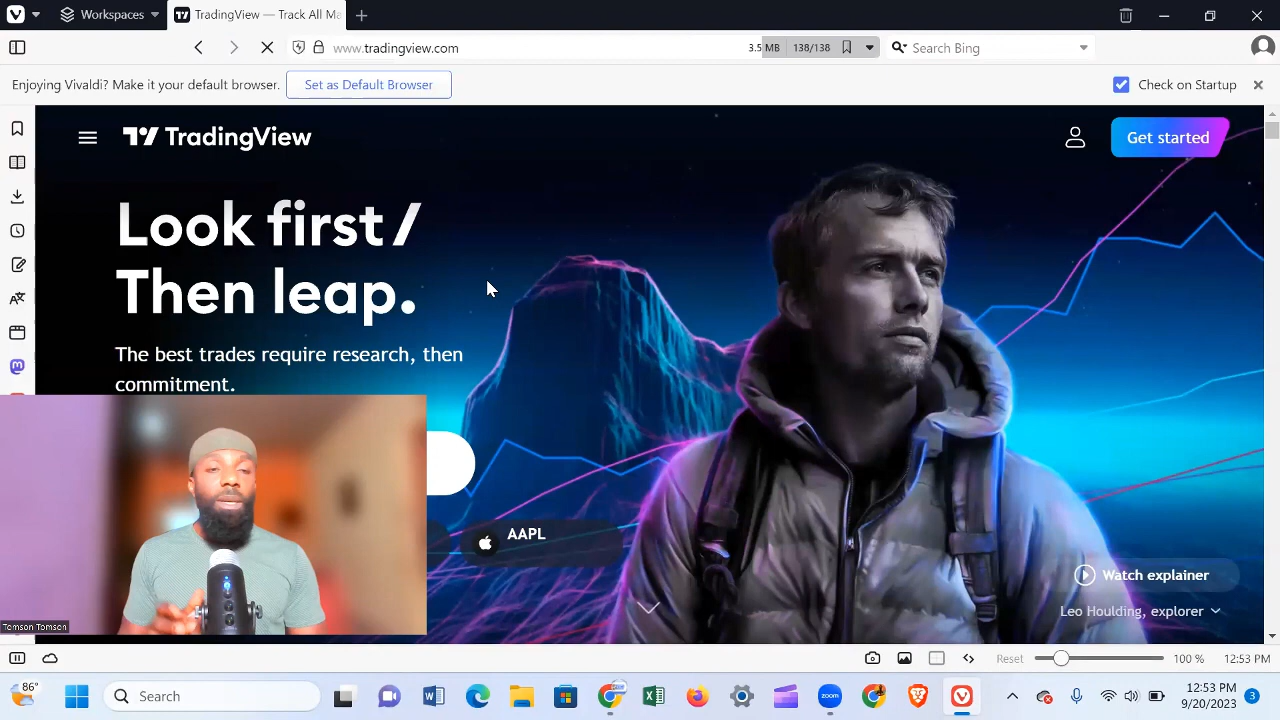 Workspaces
TradingView — Track All Ma
www.tradingview.com
3.5 MB
138/138
Search Bing
Enjoying Vivaldi? Make it your default browser.
Set as Default Browser
Check on Startup
TradingView
Get started
Look first /
Then leap.
The best trades require research, then
commitment.
AAPL
Watch explainer
Leo Houlding, explorer
Tomson Tomson
Reset
100 %
12:53 PM
86°
Search
zoom
12:53 PM
9/20/2023
3